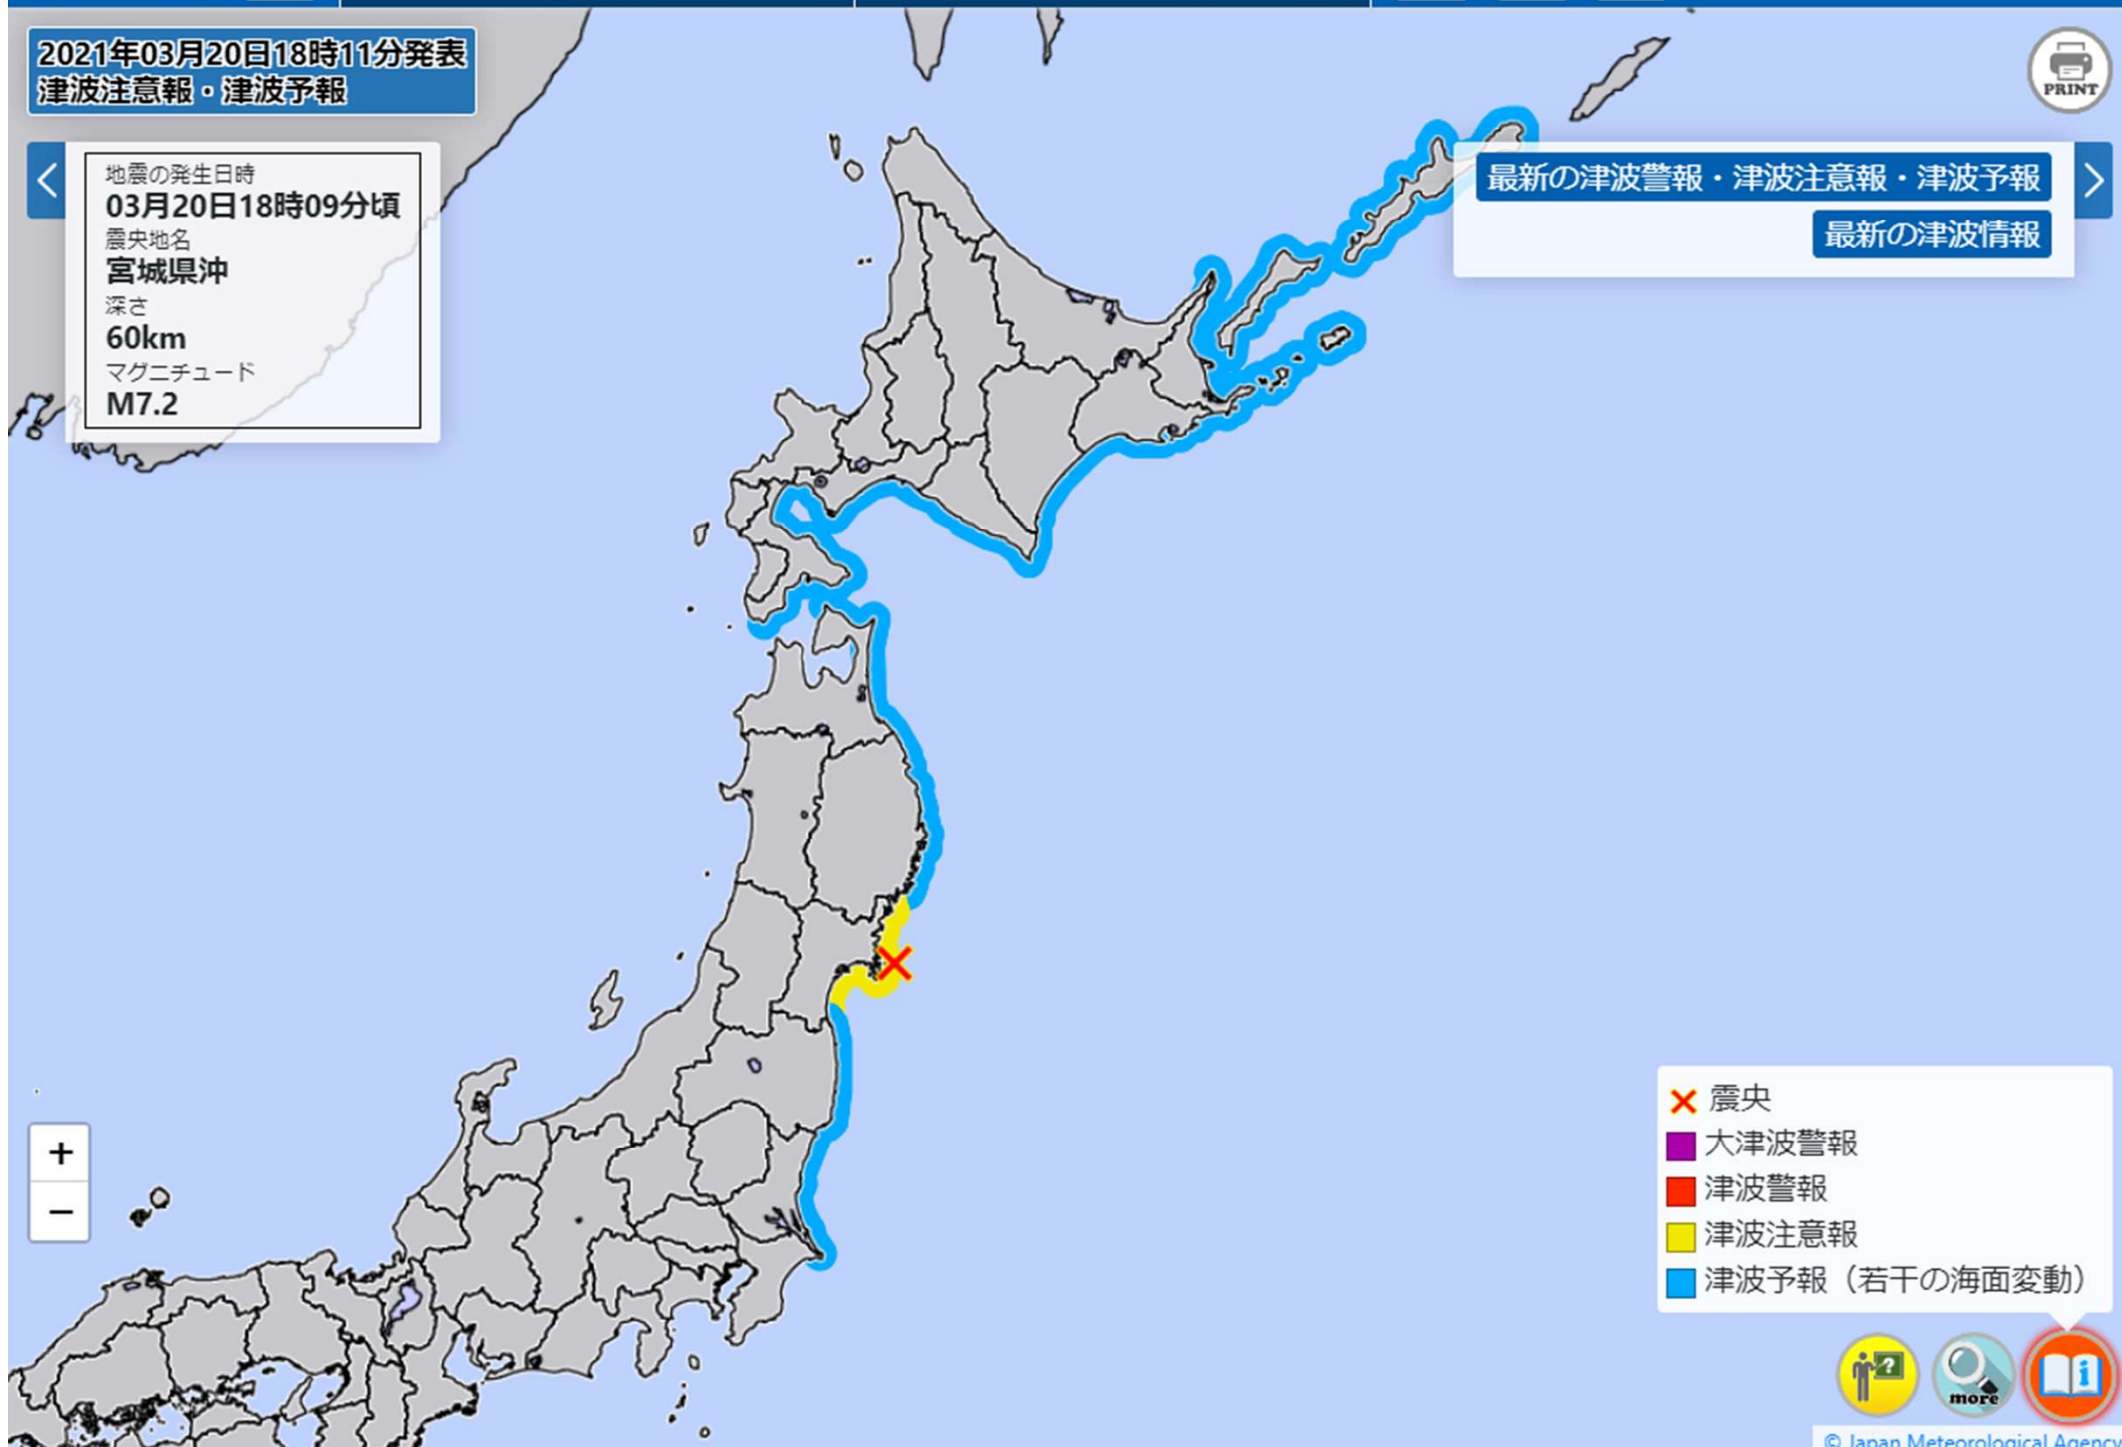 2021年03月20日18時11分発表
津波注意報・津波予報
PRINT
地震の発生日時
03月20日18時09分頃
震央地名
宮城県沖
深さ
60km
マグニチュード
M7.2
最新の津波警報・津波注意報・津波予報
最新の津波情報
+
−
震央
大津波警報
津波警報
津波注意報
津波予報（若干の海面変動）
?
more
i
© Japan Meteorological Agency